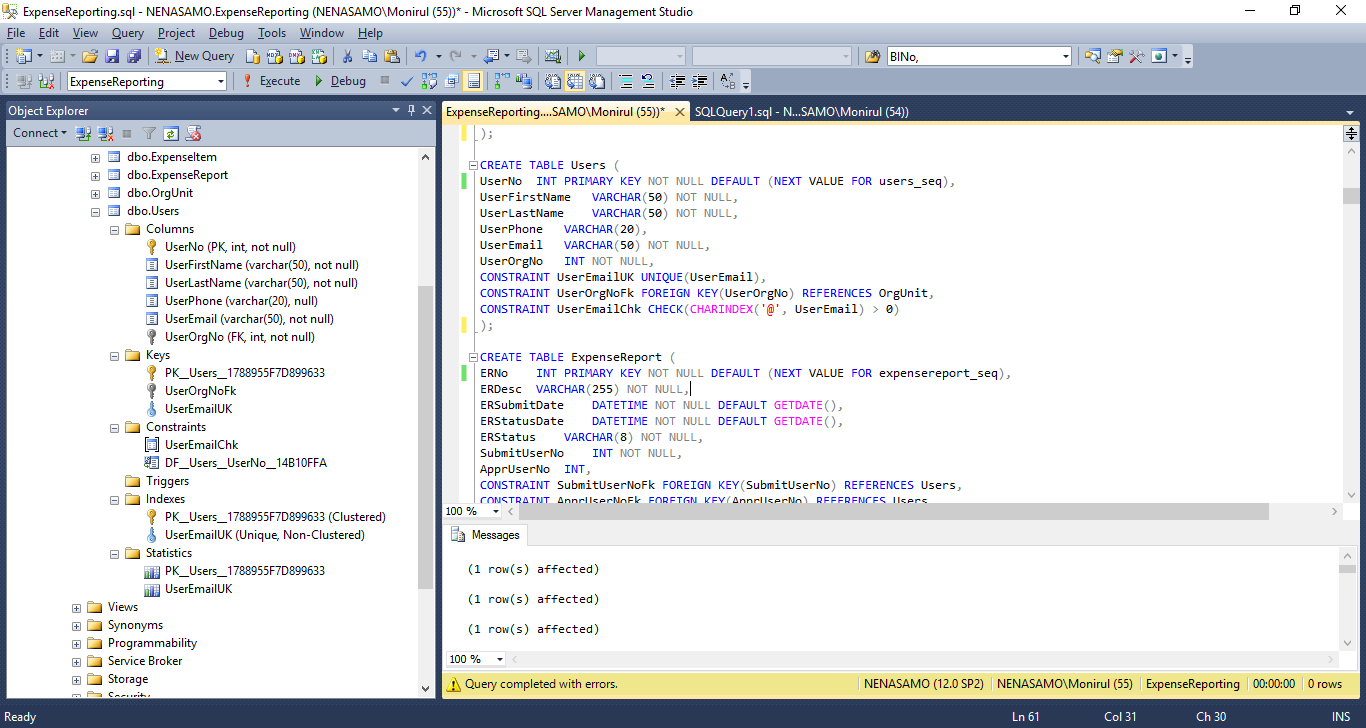 ExpenseReporting.sql - NENASAMO.ExpenseReporting (NENASAMO\Monirul (55))* - Microsoft SQL Server Management Studio
File Edit View Query Project Debug Tools Window Help
New Query BINo,
ExpenseReporting Execute Debug
Object Explorer
Connect
dbo.ExpenseItem
dbo.ExpenseReport
dbo.OrgUnit
dbo.Users
Columns
UserNo (PK, int, not null)
UserFirstName (varchar(50), not null)
UserLastName (varchar(50), not null)
UserPhone (varchar(20), null)
UserEmail (varchar(50), not null)
UserOrgNo (FK, int, not null)
Keys
PK__Users__1788955F7D899633
UserOrgNoFk
UserEmailUK
Constraints
UserEmailChk
DF__Users__UserNo__14B10FFA
Triggers
Indexes
PK__Users__1788955F7D899633 (Clustered)
UserEmailUK (Unique, Non-Clustered)
Statistics
PK__Users__1788955F7D899633
UserEmailUK
Views
Synonyms
Programmability
Service Broker
Storage
Security
ExpenseReporting....SAMO\Monirul (55))* SQLQuery1.sql - N...SAMO\Monirul (54))
);
CREATE TABLE Users (
UserNo INT PRIMARY KEY NOT NULL DEFAULT (NEXT VALUE FOR users_seq),
UserFirstName VARCHAR(50) NOT NULL,
UserLastName VARCHAR(50) NOT NULL,
UserPhone VARCHAR(20),
UserEmail VARCHAR(50) NOT NULL,
UserOrgNo INT NOT NULL,
CONSTRAINT UserEmailUK UNIQUE(UserEmail),
CONSTRAINT UserOrgNoFk FOREIGN KEY(UserOrgNo) REFERENCES OrgUnit,
CONSTRAINT UserEmailChk CHECK(CHARINDEX('@', UserEmail) > 0)
);
CREATE TABLE ExpenseReport (
ERNo INT PRIMARY KEY NOT NULL DEFAULT (NEXT VALUE FOR expensereport_seq),
ERDesc VARCHAR(255) NOT NULL,
ERSubmitDate DATETIME NOT NULL DEFAULT GETDATE(),
ERStatusDate DATETIME NOT NULL DEFAULT GETDATE(),
ERStatus VARCHAR(8) NOT NULL,
SubmitUserNo INT NOT NULL,
ApprUserNo INT,
CONSTRAINT SubmitUserNoFk FOREIGN KEY(SubmitUserNo) REFERENCES Users,
CONSTRAINT ApprUserNoFk FOREIGN KEY(ApprUserNo) REFERENCES Users
100 %
Messages
(1 row(s) affected)
(1 row(s) affected)
(1 row(s) affected)
100 %
Query completed with errors. NENASAMO (12.0 SP2) NENASAMO\Monirul (55) ExpenseReporting 00:00:00 0 rows
Ready Ln 61 Col 31 Ch 30 INS